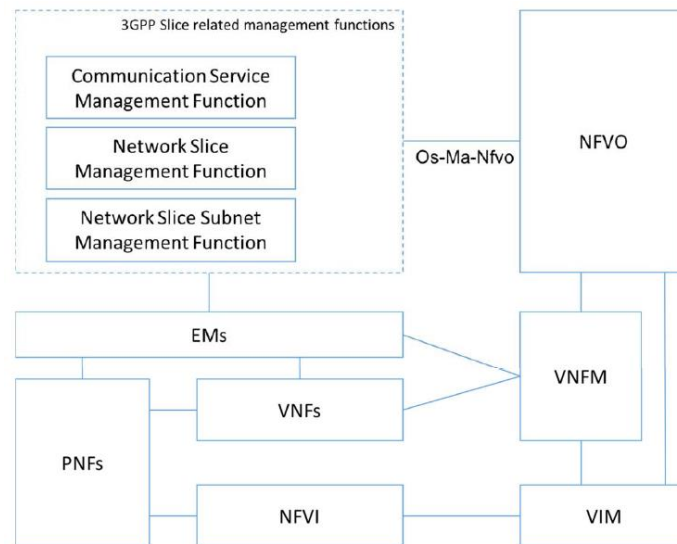 3GPP Slice related management functions
Communication Service
Management Function
Network Slice
Management Function
Network Slice Subnet
Management Function
Os-Ma-Nfvo
NFVO
EMs
VNFs
VNFM
PNFs
NFVI
VIM